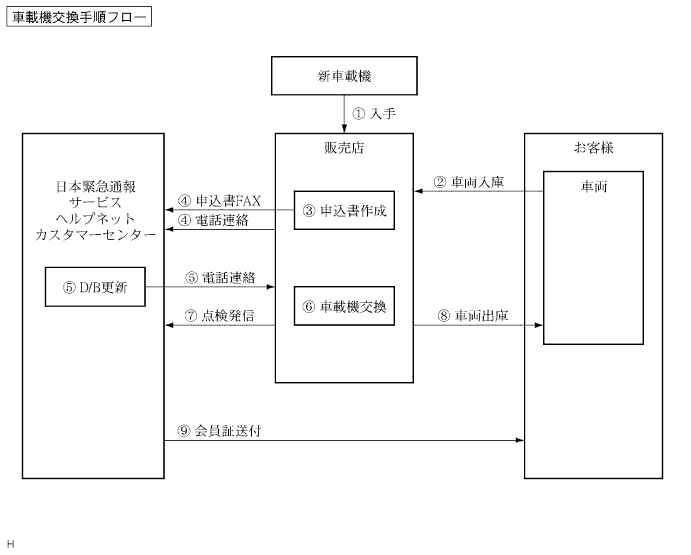 車載機交換手順フロー
新車載機
① 入手
販売店
お客様
② 車両入庫
車両
日本緊急通報
サービス
ヘルプネット
カスタマーセンター
④ 申込書FAX
③ 申込書作成
④ 電話連絡
⑤ D/B更新
⑤ 電話連絡
⑥ 車載機交換
⑦ 点検発信
⑧ 車両出庫
⑨ 会員証送付
H